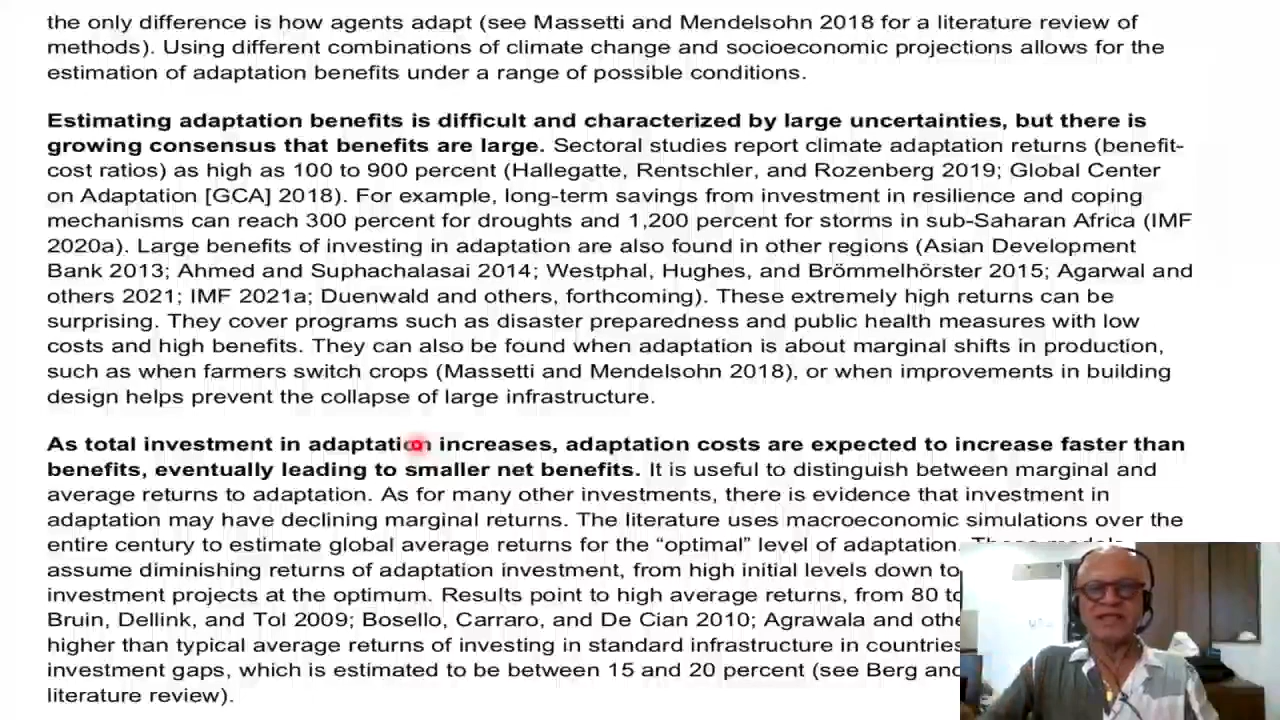 the only difference is how agents adapt (see Massetti and Mendelsohn 2018 for a literature review of
methods). Using different combinations of climate change and socioeconomic projections allows for the
estimation of adaptation benefits under a range of possible conditions.
Estimating adaptation benefits is difficult and characterized by large uncertainties, but there is
growing consensus that benefits are large. Sectoral studies report climate adaptation returns (benefit-
cost ratios) as high as 100 to 900 percent (Hallegatte, Rentschler, and Rozenberg 2019; Global Center
on Adaptation [GCA] 2018). For example, long-term savings from investment in resilience and coping
mechanisms can reach 300 percent for droughts and 1,200 percent for storms in sub-Saharan Africa (IMF
2020a). Large benefits of investing in adaptation are also found in other regions (Asian Development
Bank 2013; Ahmed and Suphachalasai 2014; Westphal, Hughes, and Brömmelhörster 2015; Agarwal and
others 2021; IMF 2021a; Duenwald and others, forthcoming). These extremely high returns can be
surprising. They cover programs such as disaster preparedness and public health measures with low
costs and high benefits. They can also be found when adaptation is about marginal shifts in production,
such as when farmers switch crops (Massetti and Mendelsohn 2018), or when improvements in building
design helps prevent the collapse of large infrastructure.
As total investment in adaptation increases, adaptation costs are expected to increase faster than
benefits, eventually leading to smaller net benefits. It is useful to distinguish between marginal and
average returns to adaptation. As for many other investments, there is evidence that investment in
adaptation may have declining marginal returns. The literature uses macroeconomic simulations over the
entire century to estimate global average returns for the “optimal” level of adaptation.
assume diminishing returns of adaptation investment, from high initial levels down to
investment projects at the optimum. Results point to high average returns, from 80
Bruin, Dellink, and Tol 2009; Bosello, Carraro, and De Cian 2010; Agrawala and
higher than typical average returns of investing in standard infrastructure in countries
investment gaps, which is estimated to be between 15 and 20 percent (see Berg
literature review).